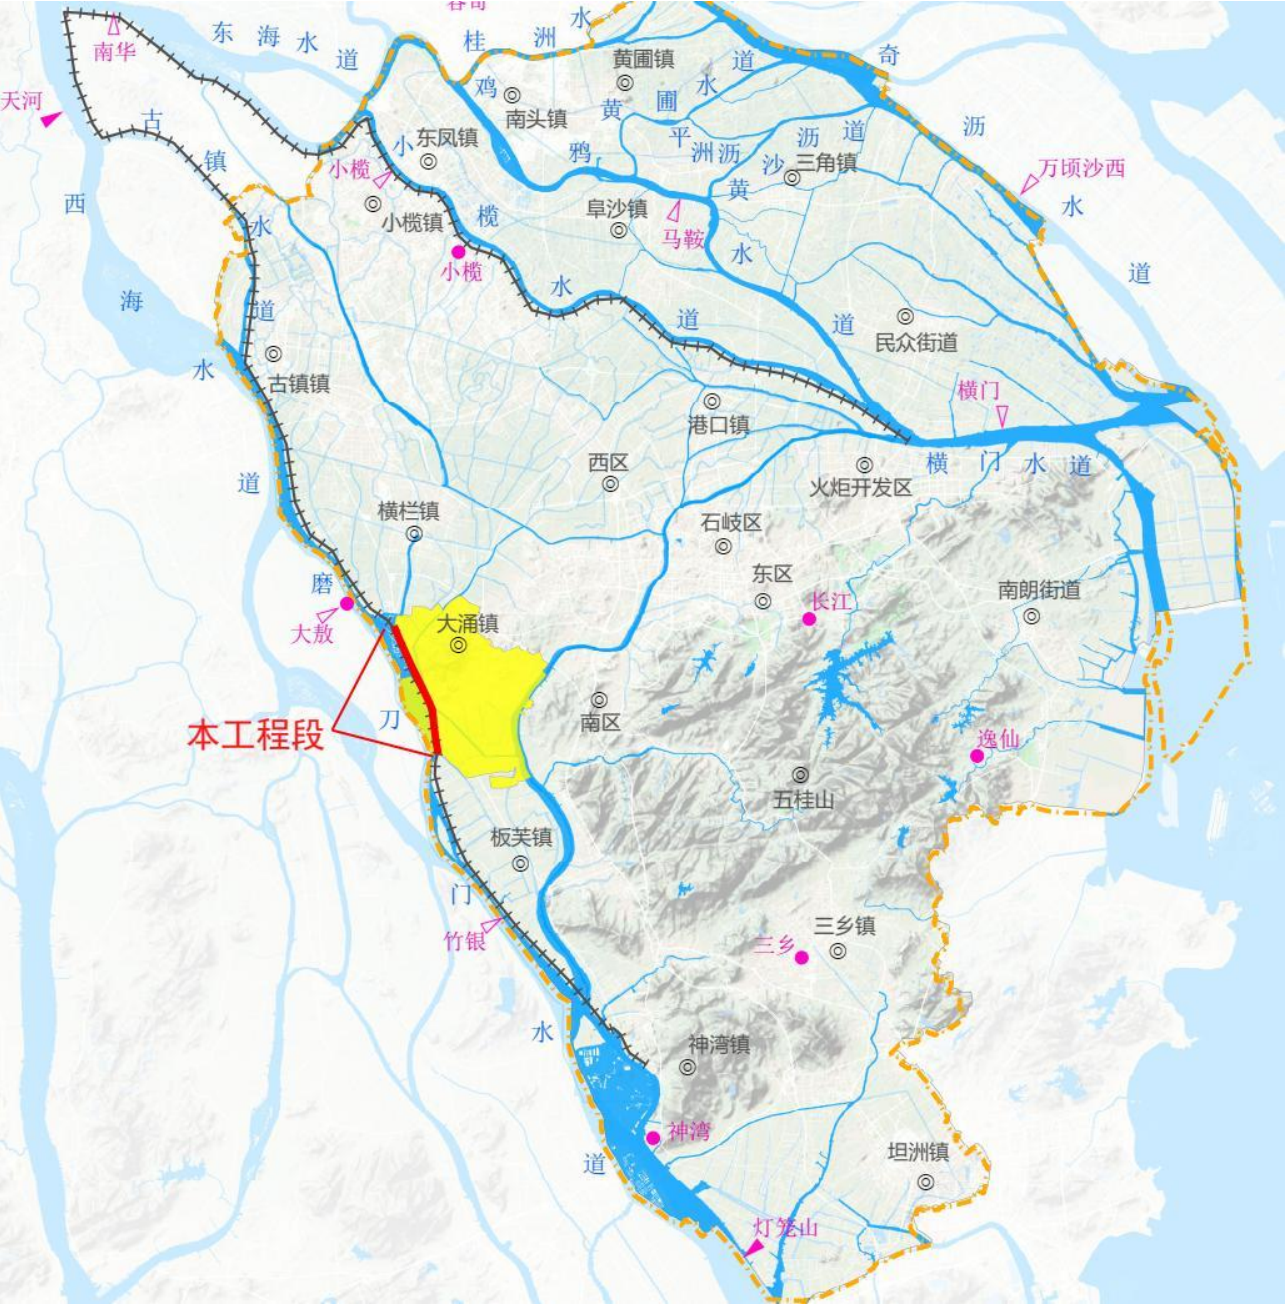 南华
东海水道
桂洲水
奇
沥
水
道
黄圃镇
鸡
鸦
水
道
南头镇
黄圃水道
天河
古
镇
水
道
东凤镇
平洲沥
黄沙沥
水
道
三角镇
万顷沙西
小榄
小榄水道
西
海
水
道
小榄镇
阜沙镇
马鞍
小榄
民众街道
古镇镇
横门
港口镇
西区
横门水道
火炬开发区
横栏镇
石岐区
东区
南朗街道
磨
刀
门
水
道
长江
大敖
大涌镇
本工程段
南区
逸仙
五桂山
板芙镇
竹银
三乡镇
三乡
神湾镇
神湾
坦洲镇
灯笼山